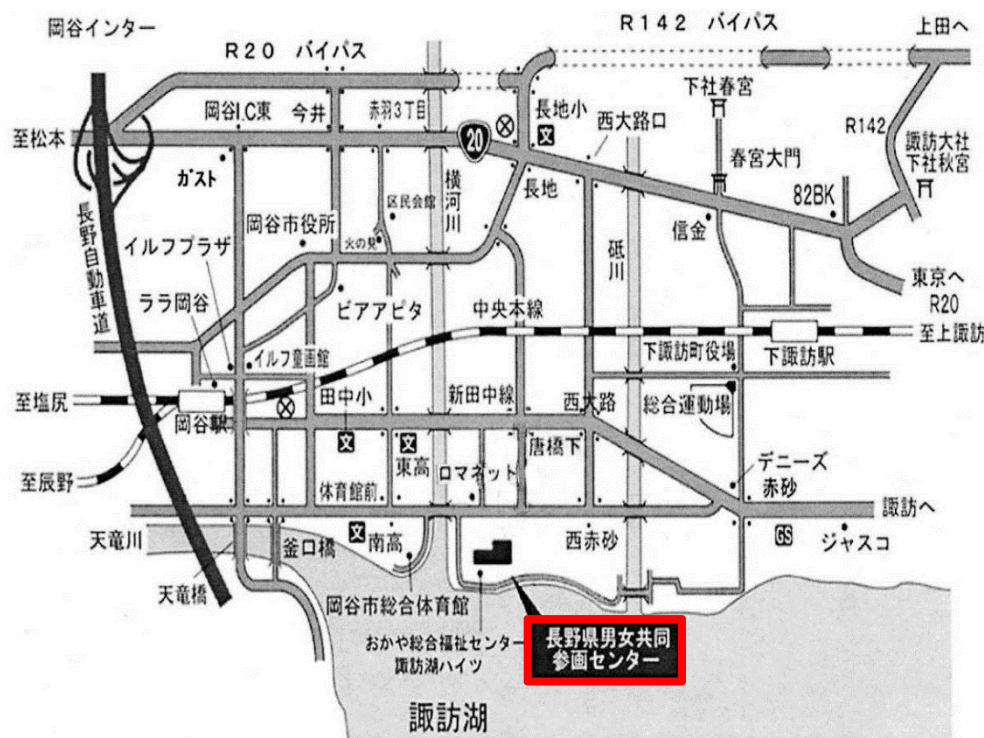 岡谷インター
R20 バイパス
R142 バイパス
上田へ
下社春宮
岡谷I.C東
今井
赤羽3丁目
長地小
文
西大路口
R142
至松本
20
諏訪大社
下社秋宮
春宮大門
ガスト
横河川
区民会館
長地
82BK
長野自動車道
岡谷市役所
火の見
砥川
信金
イルフプラザ
東京へ
R20
ララ岡谷
ピアアピタ
中央本線
至上諏訪
イルフ童画館
下諏訪町役場
下諏訪駅
至塩尻
田中小
新田中線
西大路
総合運動場
岡谷駅
文
文
東高
ロマネット
唐橋下
デニーズ
赤砂
至辰野
体育館前
諏訪へ
天竜川
釜口橋
文
南高
西赤砂
GS
ジャスコ
天竜橋
岡谷市総合体育館
おかや総合福祉センター
諏訪湖ハイツ
長野県男女共同
参画センター
諏訪湖